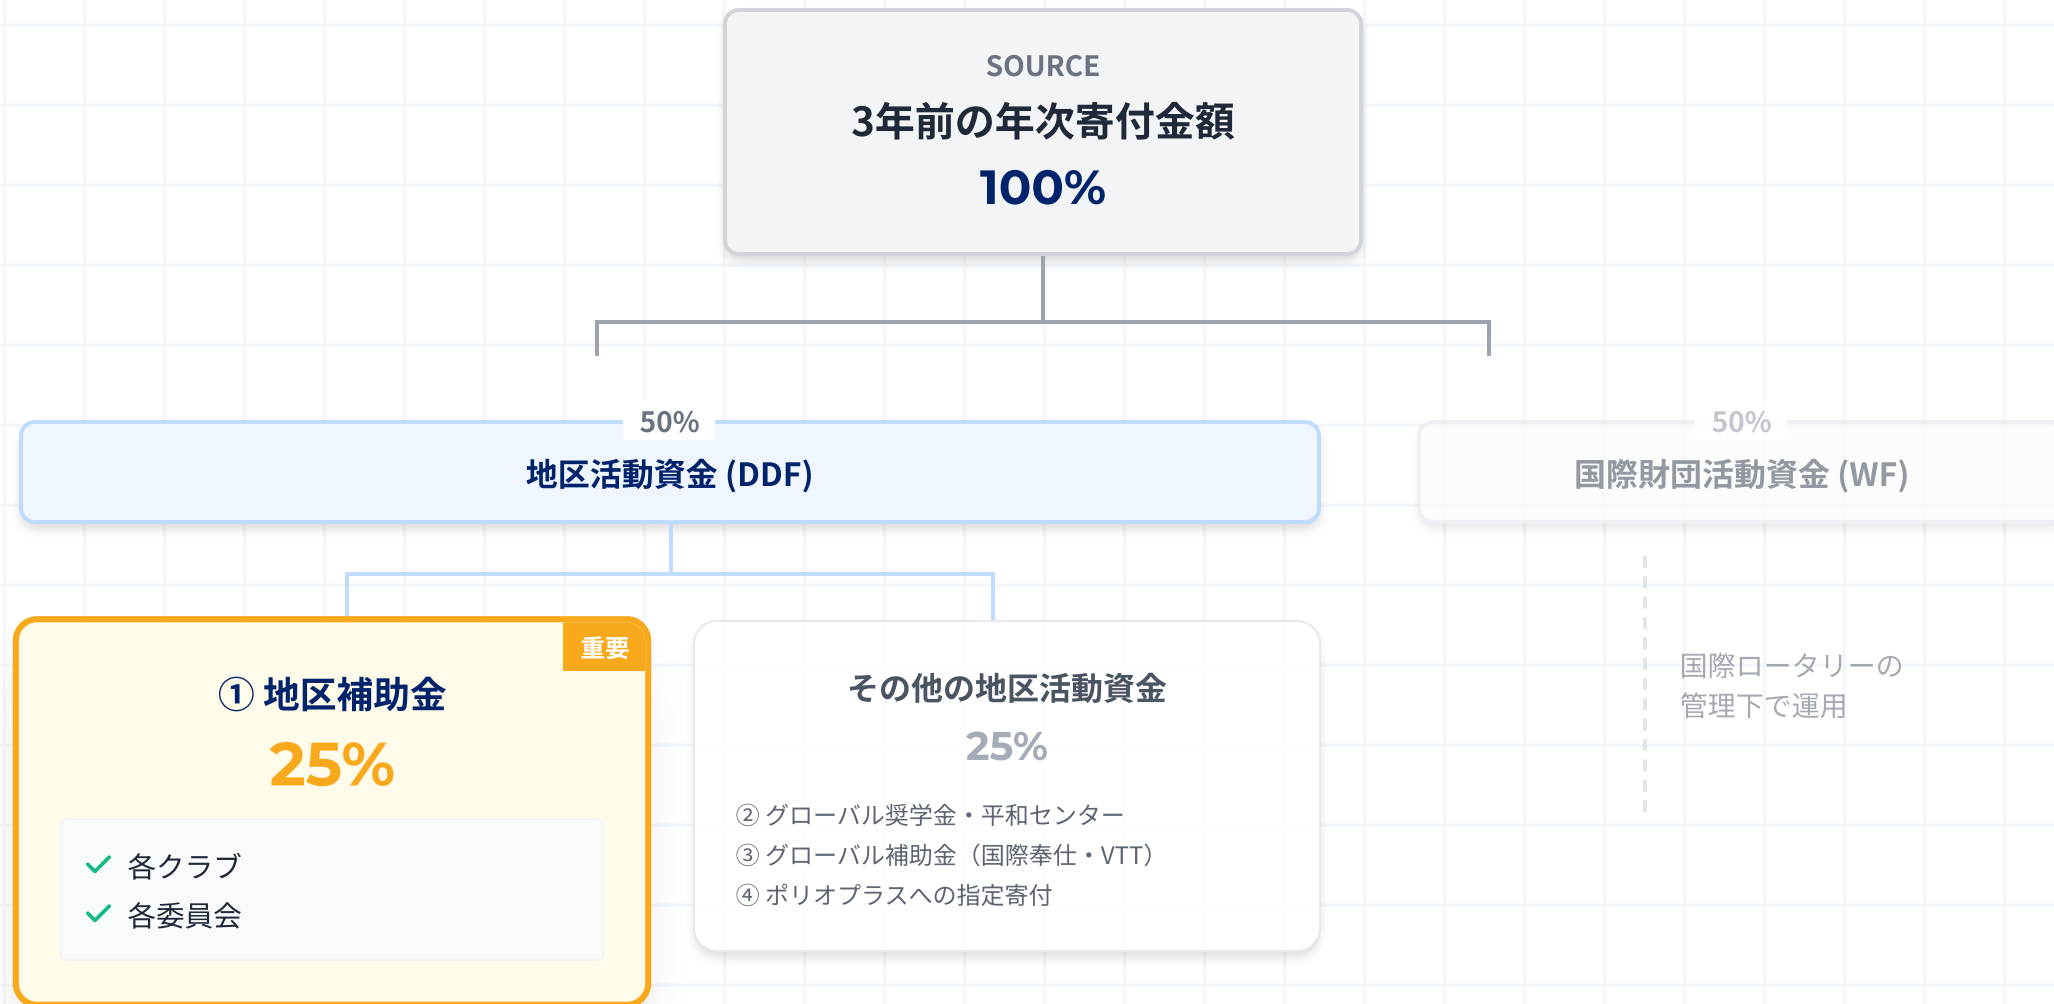 SOURCE
3年前の年次寄付金額
100%
50%
地区活動資金 (DDF)
50%
国際財団活動資金 (WF)
重要
① 地区補助金
25%
各クラブ
各委員会
その他の地区活動資金
25%
② グローバル奨学金・平和センター
③ グローバル補助金（国際奉仕・VTT）
④ ポリオプラスへの指定寄付
国際ロータリーの
管理下で運用